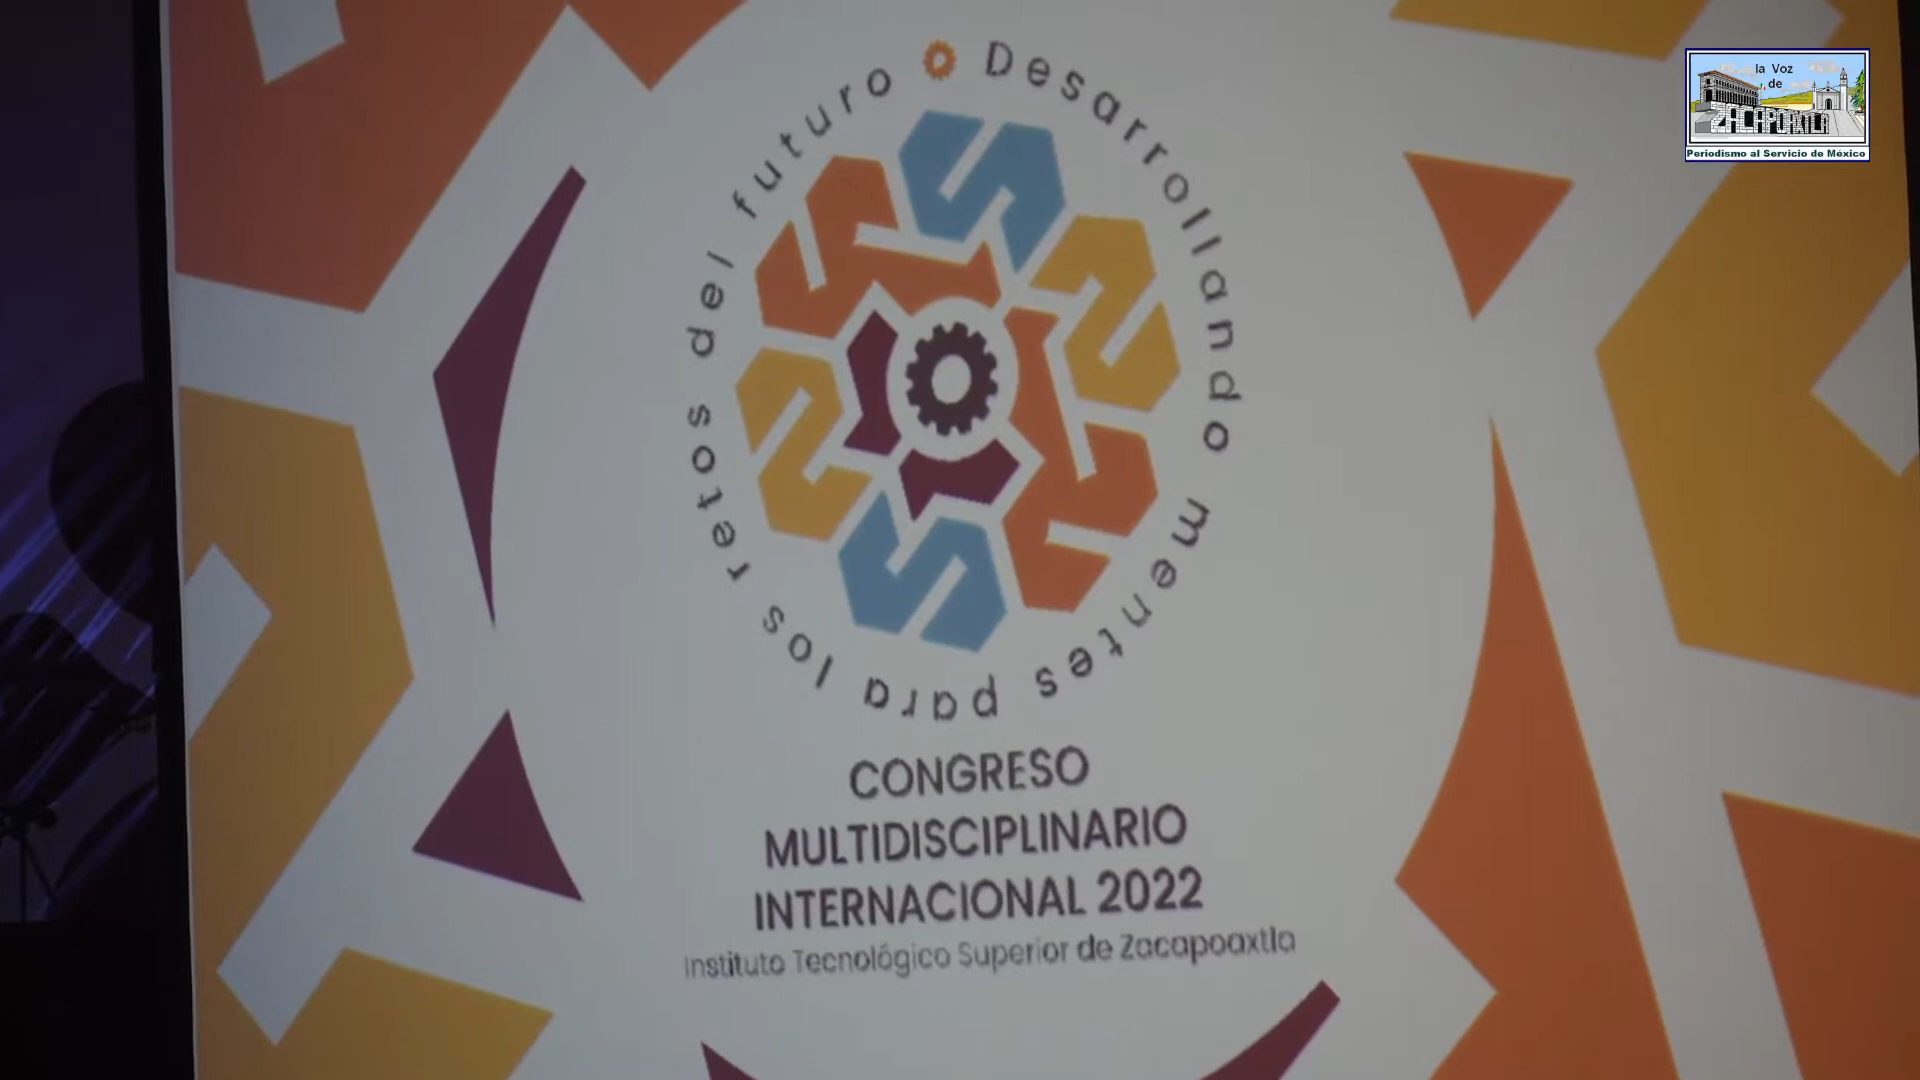 Desarrollando mentes para los retos del futuro
CONGRESO
MULTIDISCIPLINARIO
INTERNACIONAL 2022
Instituto Tecnológico Superior de Zacapoaxtla
la Voz
de
ZACAPOAXTLA
Periodismo al Servicio de México